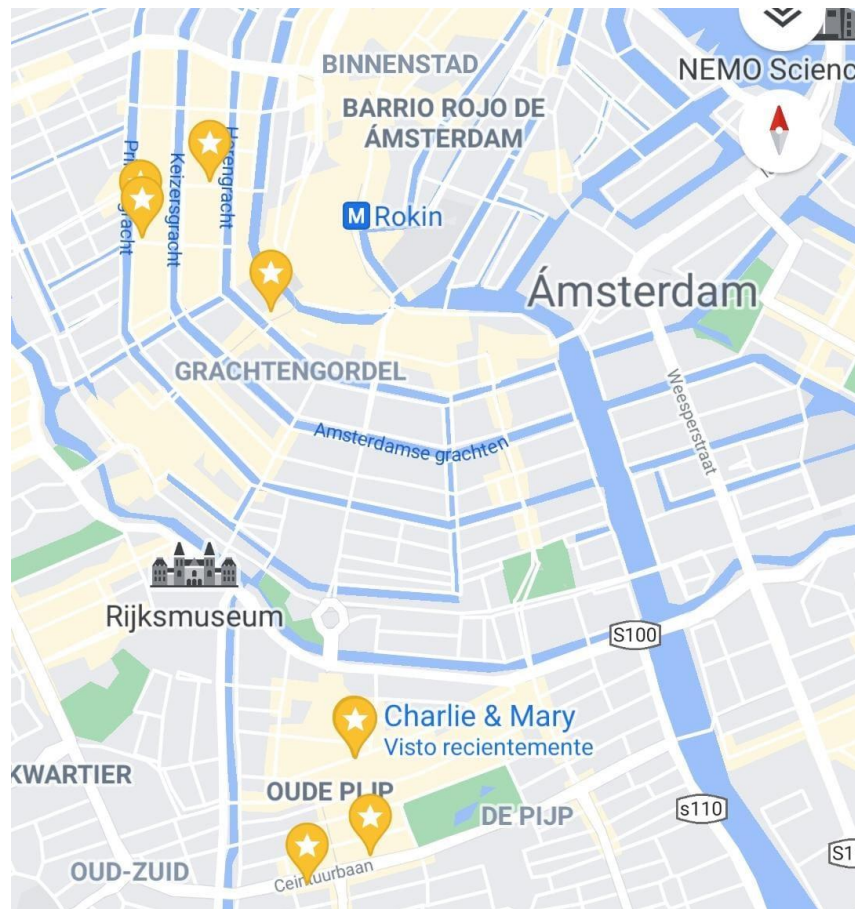 BINNENSTAD
NEMO Scienc
BARRIO ROJO DE
ÁMSTERDAM
Herengracht
Keizersgracht
M Rokin
Ámsterdam
GRACHTENGORDEL
Weesperstraat
Amsterdamse grachten
Rijksmuseum
S100
Charlie & Mary
Visto recientemente
KWARTIER
OUDE PIJP
s110
DE PIJP
S1
OUD-ZUID
Ceintuurbaan